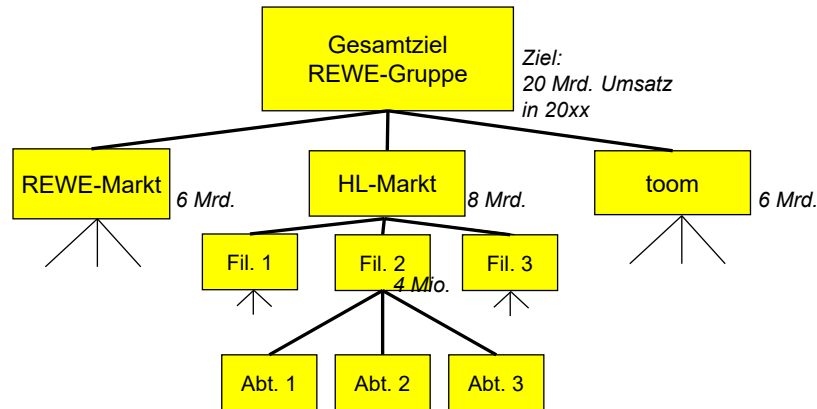 Gesamtziel
REWE-Gruppe
Ziel:
20 Mrd. Umsatz
in 20xx
REWE-Markt
6 Mrd.
HL-Markt
8 Mrd.
toom
6 Mrd.
Fil. 1
Fil. 2
4 Mio.
Fil. 3
Abt. 1
Abt. 2
Abt. 3